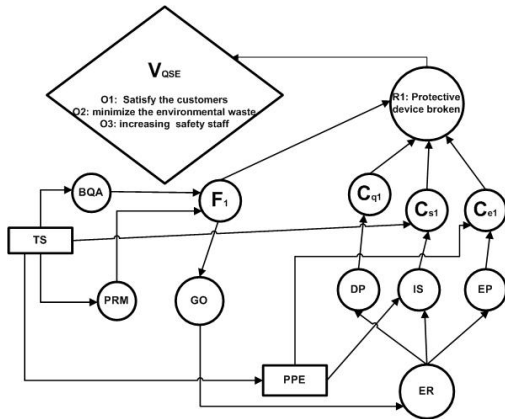 V QSE
O1: Satisfy the customers
O2: minimize the environmental waste
O3: increasing safety staff
R1: Protective
device broken
BQA
F1
Cq1
Cs1
Ce1
TS
PRM
GO
DP
IS
EP
PPE
ER